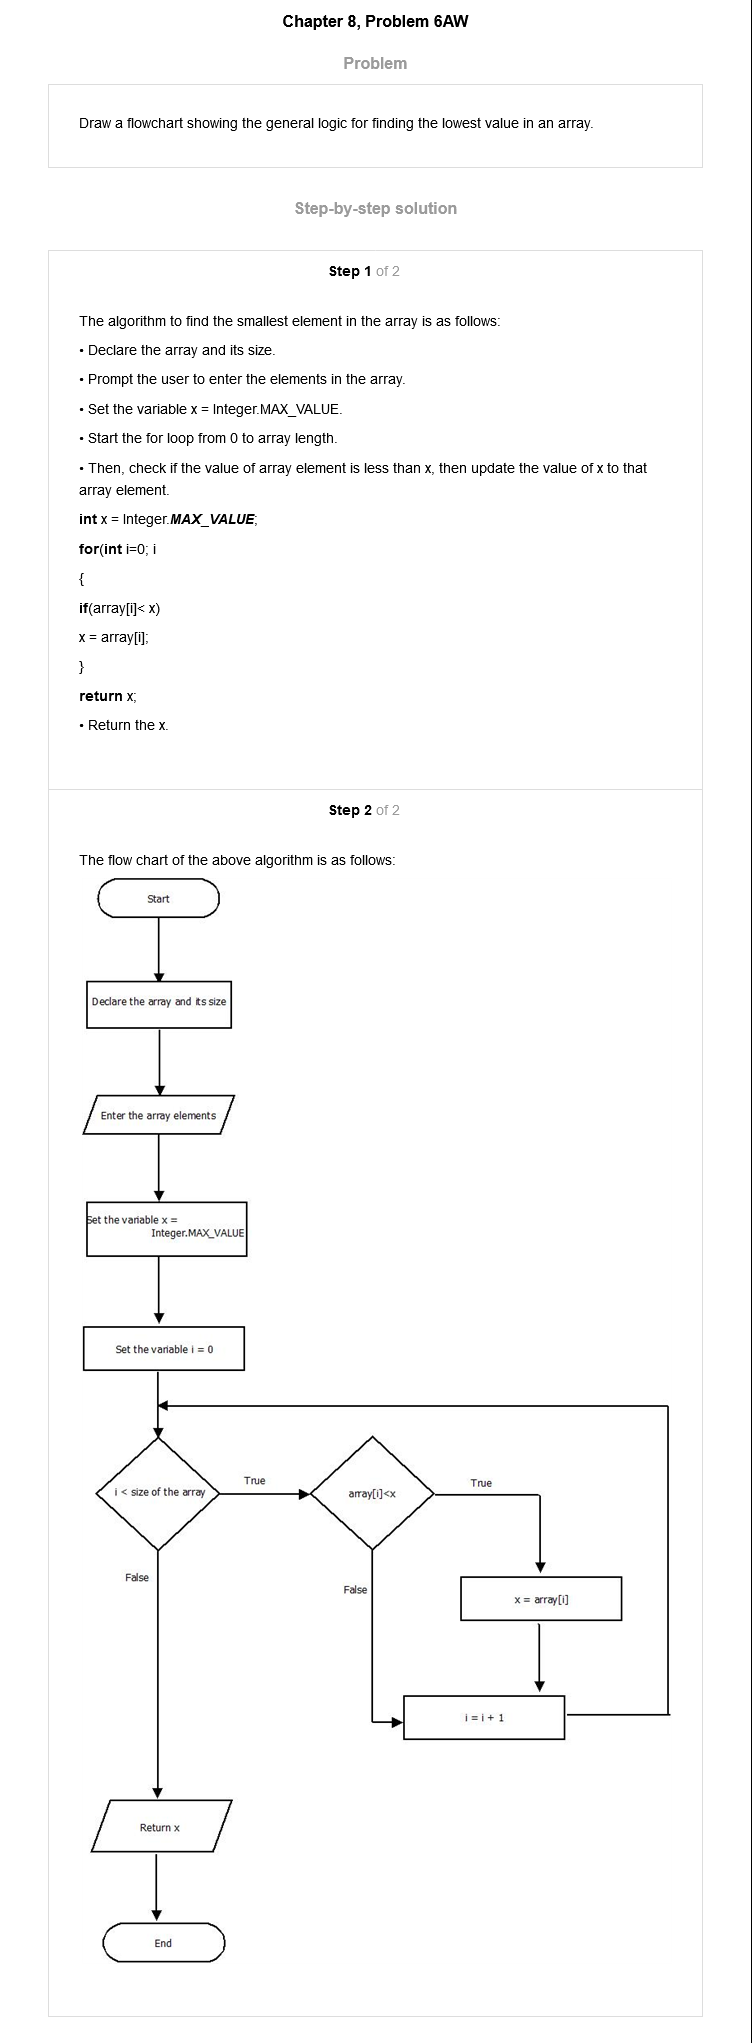 Chapter 8, Problem 6AW
Problem
Draw a flowchart showing the general logic for finding the lowest value in an array.
Step-by-step solution
Step 1 of 2
The algorithm to find the smallest element in the array is as follows:
• Declare the array and its size.
• Prompt the user to enter the elements in the array.
• Set the variable x = Integer.MAX_VALUE.
• Start the for loop from 0 to array length.
• Then, check if the value of array element is less than x, then update the value of x to that
array element.
int x = Integer.MAX_VALUE;
for(int i=0; i
{
if(array[i]< x)
x = array[i];
}
return x;
• Return the x.
Step 2 of 2
The flow chart of the above algorithm is as follows:
Start
Declare the array and its size
Enter the array elements
Set the variable x =
Integer.MAX_VALUE
Set the variable i = 0
i < size of the array
True
array[i]<x
True
False
False
x = array[i]
i = i + 1
Return x
End